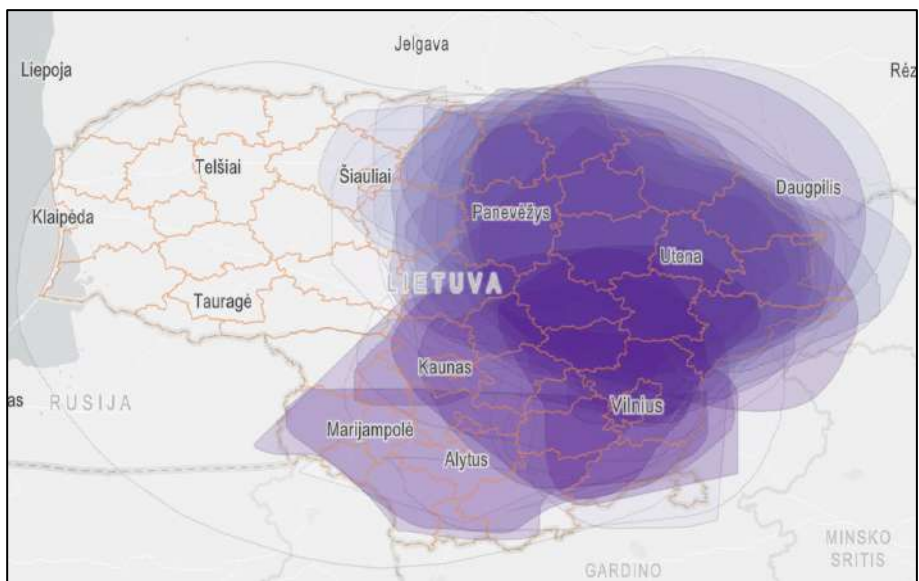 Jelgava
Liepoja
Rēz
Telšiai
Šiauliai
Daugpilis
Klaipėda
Panevėžys
Utena
LIETUVA
Tauragė
Kaunas
as
RUSIJA
Vilnius
Marijampolė
Alytus
MINSKO
SRITIS
GARDINO